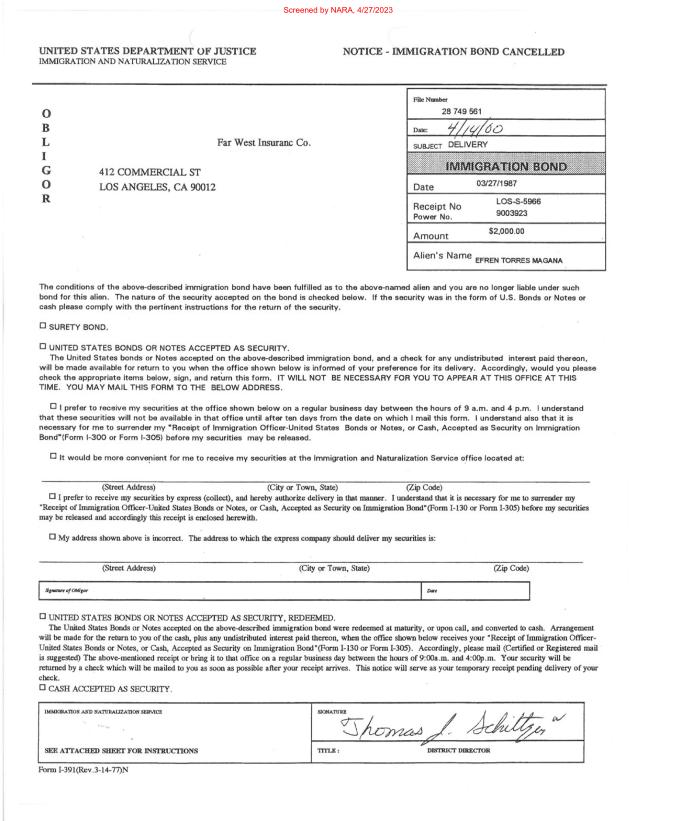 Screened by NARA, 4/27/2023
UNITED STATES DEPARTMENT OF JUSTICE
IMMIGRATION AND NATURALIZATION SERVICE
NOTICE - IMMIGRATION BOND CANCELLED
OBLIGOR
Far West Insuranc Co.
412 COMMERCIAL ST
LOS ANGELES, CA 90012
File Number
28 749 561
Date: 4/14/00
SUBJECT DELIVERY
IMMIGRATION BOND
Date 03/27/1987
Receipt No LOS-S-5966
Power No. 9003923
Amount $2,000.00
Alien's Name EFREN TORRES MAGANA
The conditions of the above-described immigration bond have been fulfilled as to the above-named alien and you are no longer liable under such
bond for this alien. The nature of the security accepted on the bond is checked below. If the security was in the form of U.S. Bonds or Notes or
cash please comply with the pertinent instructions for the return of the security.
☐ SURETY BOND.
☐ UNITED STATES BONDS OR NOTES ACCEPTED AS SECURITY.
The United States bonds or Notes accepted on the above-described immigration bond, and a check for any undistributed interest paid thereon,
will be made available for return to you when the office shown below is informed of your preference for its delivery. Accordingly, would you please
check the appropriate items below, sign, and return this form. IT WILL NOT BE NECESSARY FOR YOU TO APPEAR AT THIS OFFICE AT THIS
TIME. YOU MAY MAIL THIS FORM TO THE BELOW ADDRESS.
☐ I prefer to receive my securities at the office shown below on a regular business day between the hours of 9 a.m. and 4 p.m. I understand
that these securities will not be available in that office until after ten days from the date on which I mail this form. I understand also that it is
necessary for me to surrender my "Receipt of Immigration Officer-United States Bonds or Notes, or Cash, Accepted as Security on Immigration
Bond"(Form I-300 or Form I-305) before my securities may be released.
☐ It would be more convenient for me to receive my securities at the Immigration and Naturalization Service office located at:
(Street Address) (City or Town, State) (Zip Code)
☐ I prefer to receive my securities by express (collect), and hereby authorize delivery in that manner. I understand that it is necessary for me to surrender my
"Receipt of Immigration Officer-United States Bonds or Notes, or Cash, Accepted as Security on Immigration Bond"(Form I-130 or Form I-305) before my securities
may be released and accordingly this receipt is enclosed herewith.
☐ My address shown above is incorrect. The address to which the express company should deliver my securities is:
(Street Address) (City or Town, State) (Zip Code)
Signature of Obligor Date
☐ UNITED STATES BONDS OR NOTES ACCEPTED AS SECURITY, REDEEMED.
The United States Bonds or Notes accepted on the above-described immigration bond were redeemed at maturity, or upon call, and converted to cash. Arrangement
will be made for the return to you of the cash, plus any undistributed interest paid thereon, when the office shown below receives your "Receipt of Immigration Officer-
United States Bonds or Notes, or Cash, Accepted as Security on Immigration Bond"(Form I-130 or Form I-305). Accordingly, please mail (Certified or Registered mail
is suggested) The above-mentioned receipt or bring it to that office on a regular business day between the hours of 9:00a.m. and 4:00p.m. Your security will be
returned by a check which will be mailed to you as soon as possible after your receipt arrives. This notice will serve as your temporary receipt pending delivery of your
check.
☐ CASH ACCEPTED AS SECURITY.
IMMIGRATION AND NATURALIZATION SERVICE
SEE ATTACHED SHEET FOR INSTRUCTIONS
SIGNATURE
Thomas J. Schiltgen
TITLE : DISTRICT DIRECTOR
Form I-391(Rev.3-14-77)N